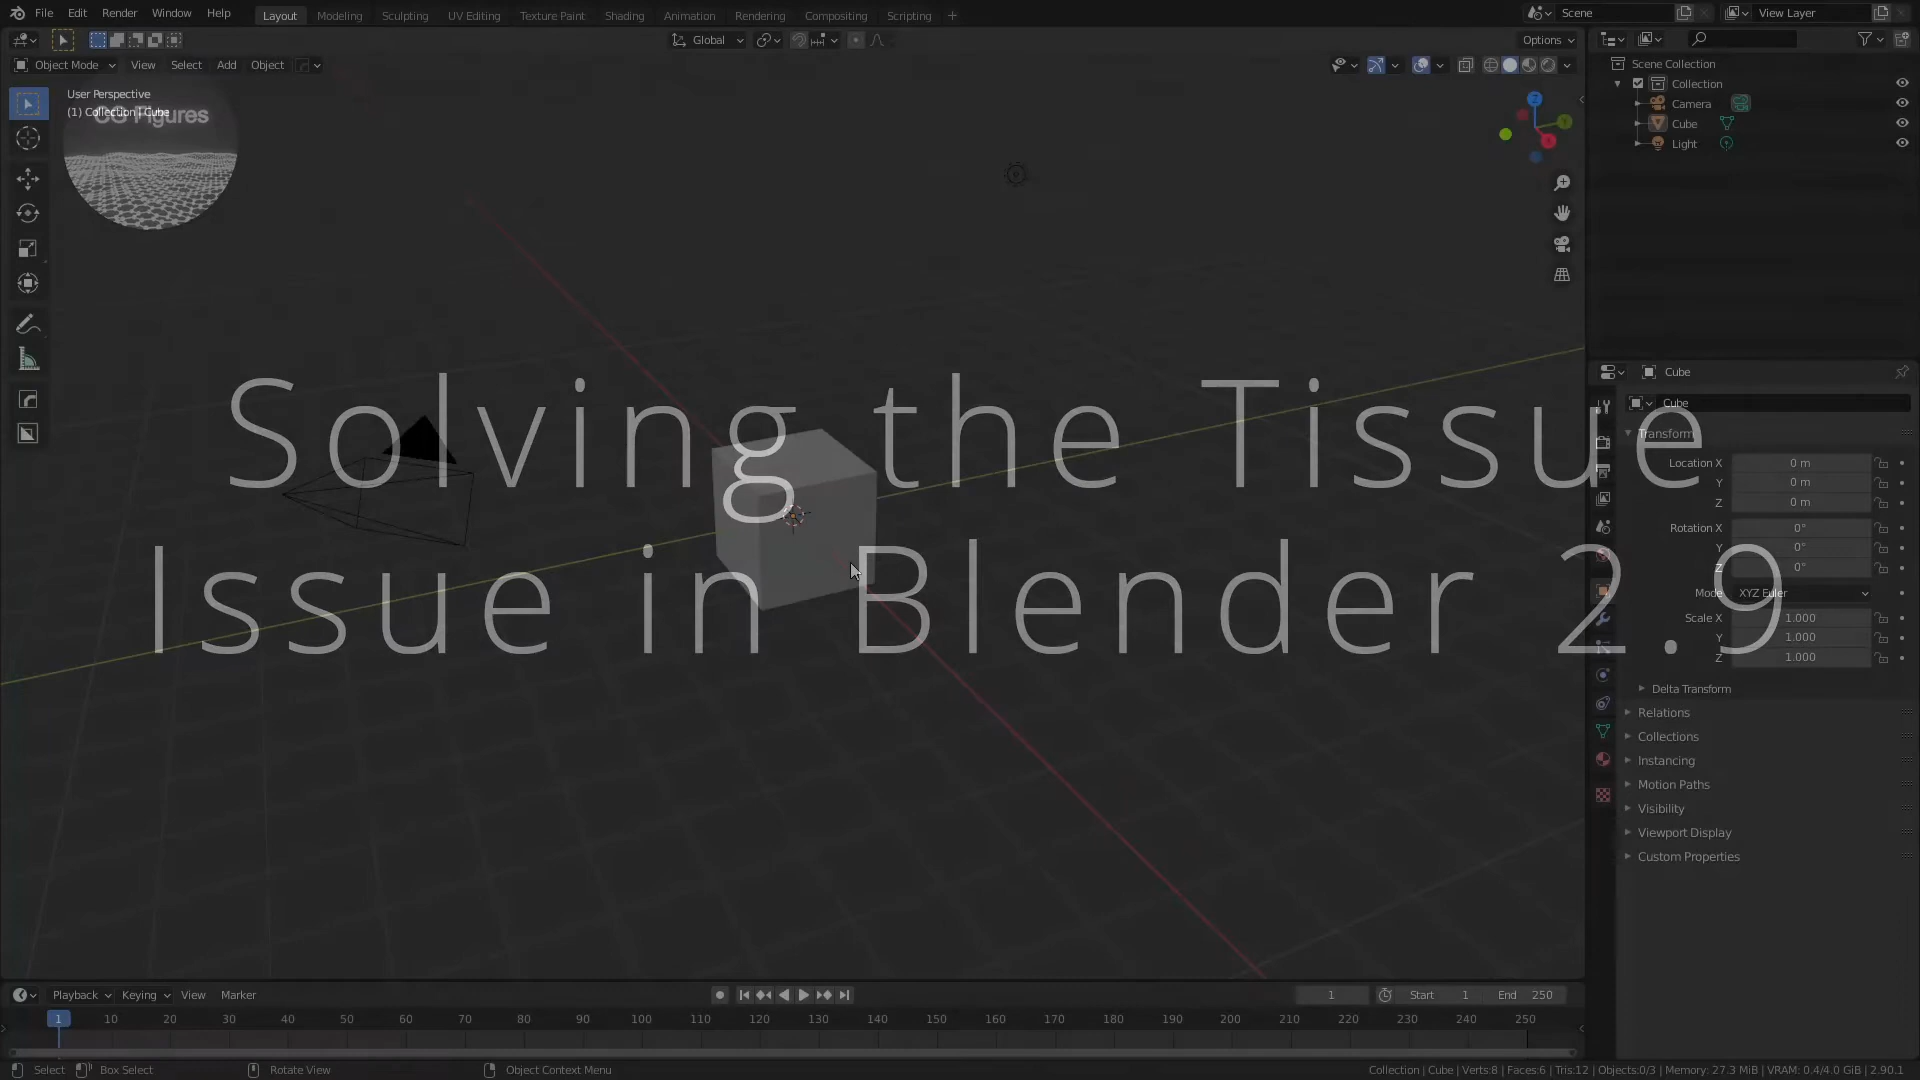 File Edit Render Window Help
Layout Modeling Sculpting UV Editing Texture Paint Shading Animation Rendering Compositing Scripting +
Scene
View Layer
Global
Options
Object Mode View Select Add Object
User Perspective
(1) Collection | Cube
CG Figures
Scene Collection
Collection
Camera
Cube
Light
Cube
Cube
Solving the Tissue
Issue in Blender 2.9
Transform
Location X 0 m
Y 0 m
Z 0 m
Rotation X 0°
Y 0°
Z 0°
Mode XYZ Euler
Scale X 1.000
Y 1.000
Z 1.000
Delta Transform
Relations
Collections
Instancing
Motion Paths
Visibility
Viewport Display
Custom Properties
Playback Keying View Marker
1 Start 1 End 250
1 10 20 30 40 50 60 70 80 90 100 110 120 130 140 150 160 170 180 190 200 210 220 230 240 250
Select Box Select Rotate View Object Context Menu
Collection | Cube | Verts:8 | Faces:6 | Tris:12 | Objects:0/3 | Memory: 27.3 MiB | VRAM: 0.4/4.0 GiB | 2.90.1